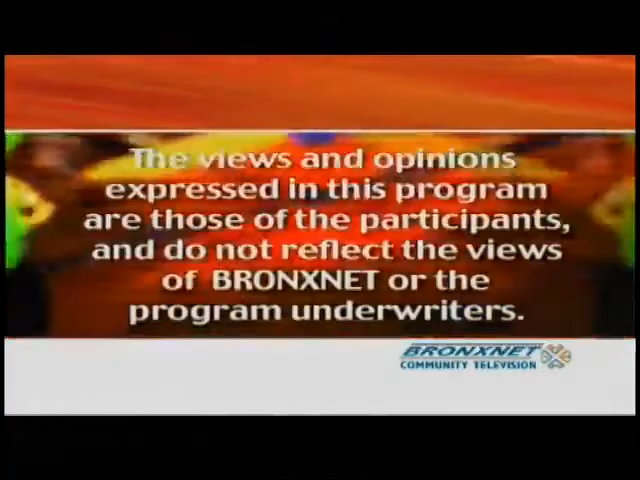 The views and opinions
expressed in this program
are those of the participants,
and do not reflect the views
of BRONXNET or the
program underwriters.
BRONXNET
COMMUNITY TELEVISION